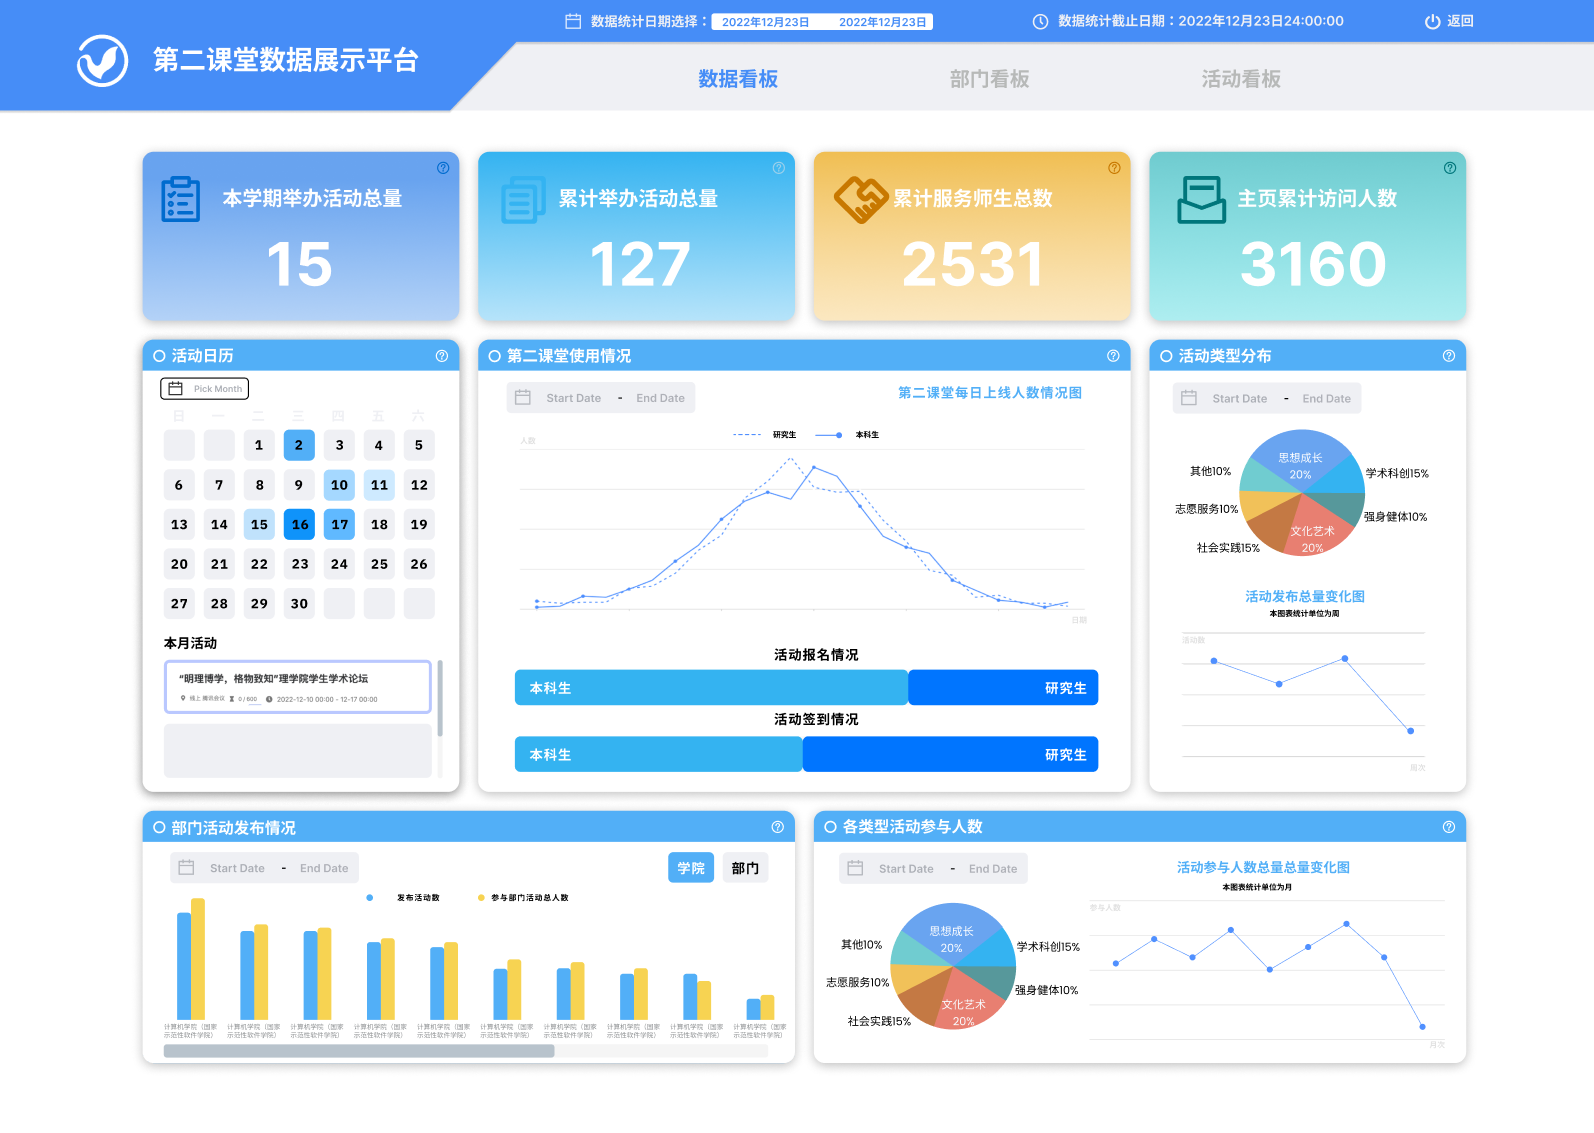 数据统计日期选择：
2022年12月23日 2022年12月23日
数据统计截止日期：2022年12月23日24:00:00
返回
第二课堂数据展示平台
数据看板
部门看板
活动看板
本学期举办活动总量
15
累计举办活动总量
127
累计服务师生总数
2531
主页累计访问人数
3160
活动日历
Pick Month
日 一 二 三 四 五 六
1 2 3 4 5
6 7 8 9 10 11 12
13 14 15 16 17 18 19
20 21 22 23 24 25 26
27 28 29 30
本月活动
“明理博学，格物致知”理学院学生学术论坛
线上 腾讯会议 0 / 600 2022-12-10 00:00 - 12-17 00:00
第二课堂使用情况
Start Date - End Date
第二课堂每日上线人数情况图
研究生 本科生
人数
日期
活动报名情况
本科生 研究生
活动签到情况
本科生 研究生
活动类型分布
Start Date - End Date
思想成长
20%
其他10%
学术科创15%
志愿服务10%
强身健体10%
文化艺术
20%
社会实践15%
活动发布总量变化图
本图表统计单位为周
活动数
周次
部门活动发布情况
Start Date - End Date
学院 部门
发布活动数 参与部门活动总人数
计算机学院（国家
示范性软件学院）
计算机学院（国家
示范性软件学院）
计算机学院（国家
示范性软件学院）
计算机学院（国家
示范性软件学院）
计算机学院（国家
示范性软件学院）
计算机学院（国家
示范性软件学院）
计算机学院（国家
示范性软件学院）
计算机学院（国家
示范性软件学院）
计算机学院（国家
示范性软件学院）
计算机学院（国家
示范性软件学院）
各类型活动参与人数
Start Date - End Date
思想成长
20%
其他10%
学术科创15%
志愿服务10%
强身健体10%
文化艺术
20%
社会实践15%
活动参与人数总量总量变化图
本图表统计单位为月
参与人数
月次